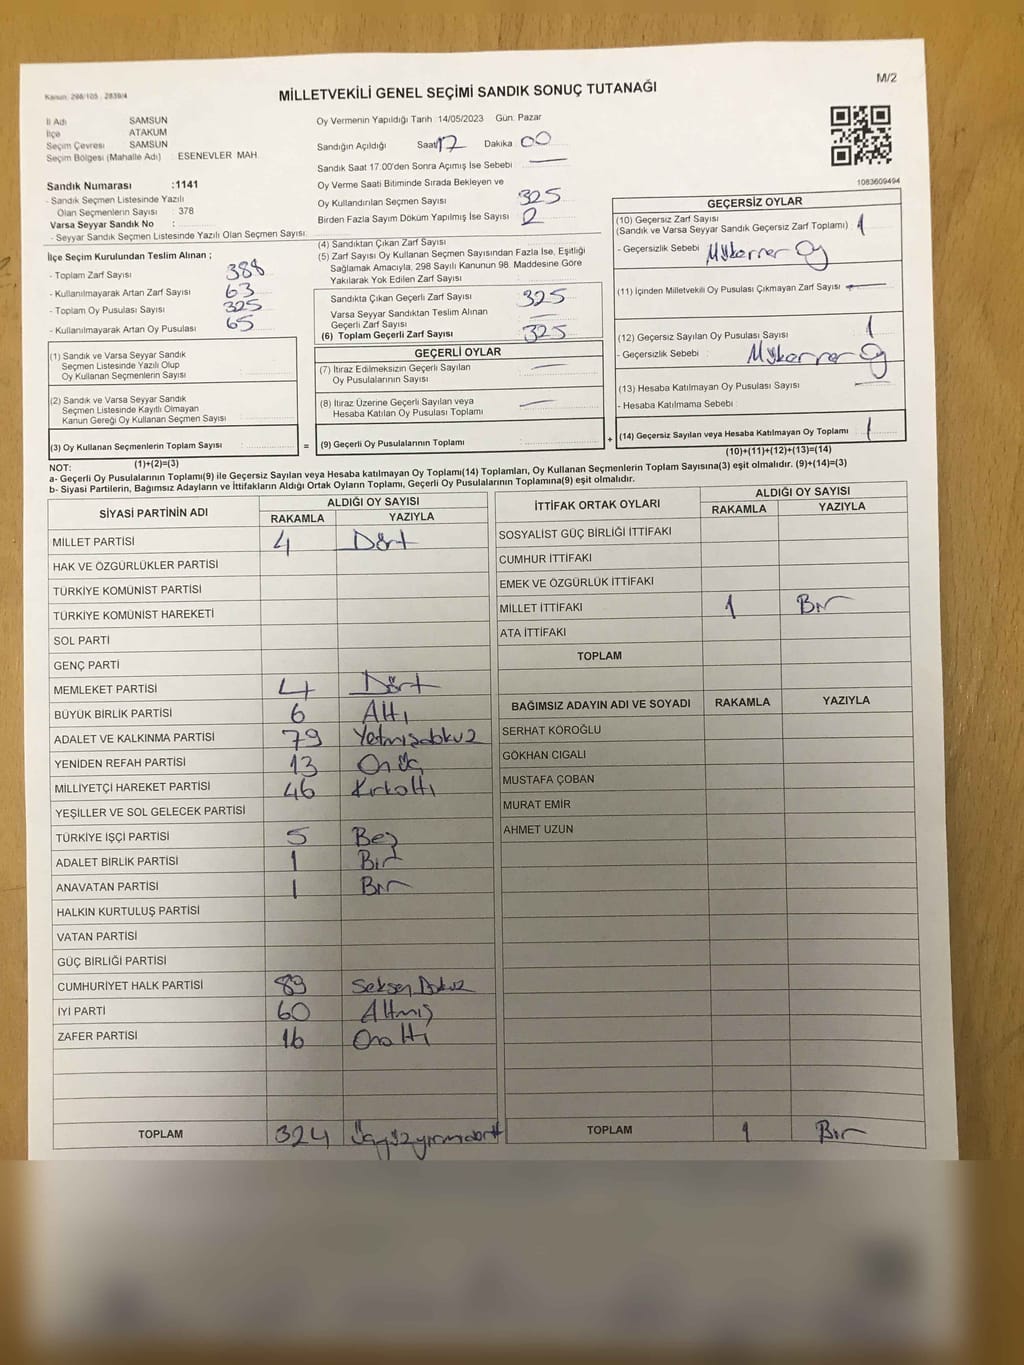 M/2
Kanun: 298/105 - 2839/4
MİLLETVEKİLİ GENEL SEÇİMİ SANDIK SONUÇ TUTANAĞI
İl Adı SAMSUN
İlçe ATAKUM
Seçim Çevresi SAMSUN
Seçim Bölgesi (Mahalle Adı) : ESENEVLER MAH
Sandık Numarası :1141
- Sandık Seçmen Listesinde Yazılı
Olan Seçmenlerin Sayısı : 378
Varsa Seyyar Sandık No :
- Seyyar Sandık Seçmen Listesinde Yazılı Olan Seçmen Sayısı:
Oy Vermenin Yapıldığı Tarih :14/05/2023 Gün: Pazar
Sandığın Açıldığı Saat 17 Dakika 00
Sandık Saat 17:00'den Sonra Açımış İse Sebebi : —
Oy Verme Saati Bitiminde Sırada Bekleyen ve
Oy Kullandırılan Seçmen Sayısı 325
Birden Fazla Sayım Döküm Yapılmış İse Sayısı 2
1083609494
İlçe Seçim Kurulundan Teslim Alınan ;
- Toplam Zarf Sayısı 388
- Kullanılmayarak Artan Zarf Sayısı 63
- Toplam Oy Pusulası Sayısı 325
- Kullanılmayarak Artan Oy Pusulası 65
(4) Sandıktan Çıkan Zarf Sayısı
(5) Zarf Sayısı Oy Kullanan Seçmen Sayısından Fazla İse, Eşitliği
Sağlamak Amacıyla, 298 Sayılı Kanunun 98. Maddesine Göre
Yakılarak Yok Edilen Zarf Sayısı
Sandıkta Çıkan Geçerli Zarf Sayısı 325
Varsa Seyyar Sandıktan Teslim Alınan
Geçerli Zarf Sayısı —
(6) Toplam Geçerli Zarf Sayısı 325
GEÇERSİZ OYLAR
(10) Geçersiz Zarf Sayısı
(Sandık ve Varsa Seyyar Sandık Geçersiz Zarf Toplamı) : 1
- Geçersizlik Sebebi : Mükerrer Oy
(11) İçinden Milletvekili Oy Pusulası Çıkmayan Zarf Sayısı —
(12) Geçersiz Sayılan Oy Pusulası Sayısı 1
- Geçersizlik Sebebi : Mükerrer Oy
(13) Hesaba Katılmayan Oy Pusulası Sayısı —
- Hesaba Katılmama Sebebi :
(14) Geçersiz Sayılan veya Hesaba Katılmayan Oy Toplamı 1
(10)+(11)+(12)+(13)=(14)
(1) Sandık ve Varsa Seyyar Sandık
Seçmen Listesinde Yazılı Olup
Oy Kullanan Seçmenlerin Sayısı
(2) Sandık ve Varsa Seyyar Sandık
Seçmen Listesinde Kayıtlı Olmayan
Kanun Gereği Oy Kullanan Seçmen Sayısı
(3) Oy Kullanan Seçmenlerin Toplam Sayısı
(1)+(2)=(3)
GEÇERLİ OYLAR
(7) İtiraz Edilmeksizin Geçerli Sayılan
Oy Pusulalarının Sayısı : —
(8) İtiraz Üzerine Geçerli Sayılan veya
Hesaba Katılan Oy Pusulası Toplamı : —
= (9) Geçerli Oy Pusulalarının Toplamı : +
NOT:
a- Geçerli Oy Pusulalarının Toplamı(9) ile Geçersiz Sayılan veya Hesaba katılmayan Oy Toplamı(14) Toplamları, Oy Kullanan Seçmenlerin Toplam Sayısına(3) eşit olmalıdır. (9)+(14)=(3)
b- Siyasi Partilerin, Bağımsız Adayların ve İttifakların Aldığı Ortak Oyların Toplamı, Geçerli Oy Pusulalarının Toplamına(9) eşit olmalıdır.
SİYASİ PARTİNİN ADI ALDIĞI OY SAYISI
RAKAMLA YAZIYLA
MİLLET PARTİSİ 4 Dört
HAK VE ÖZGÜRLÜKLER PARTİSİ
TÜRKİYE KOMÜNİST PARTİSİ
TÜRKİYE KOMÜNİST HAREKETİ
SOL PARTİ
GENÇ PARTİ
MEMLEKET PARTİSİ 4 Dört
BÜYÜK BİRLİK PARTİSİ 6 Altı
ADALET VE KALKINMA PARTİSİ 79 Yetmişdokuz
YENİDEN REFAH PARTİSİ 13 On üç
MİLLİYETÇİ HAREKET PARTİSİ 46 Kırkaltı
YEŞİLLER VE SOL GELECEK PARTİSİ
TÜRKİYE İŞÇİ PARTİSİ 5 Beş
ADALET BİRLİK PARTİSİ 1 Bir
ANAVATAN PARTİSİ 1 Bir
HALKIN KURTULUŞ PARTİSİ
VATAN PARTİSİ
GÜÇ BİRLİĞİ PARTİSİ
CUMHURİYET HALK PARTİSİ 89 Seksen Dokuz
İYİ PARTİ 60 Altmış
ZAFER PARTİSİ 16 Onaltı
TOPLAM 324 Üçyüzyirmidört
İTTİFAK ORTAK OYLARI ALDIĞI OY SAYISI
RAKAMLA YAZIYLA
SOSYALİST GÜÇ BİRLİĞİ İTTİFAKI
CUMHUR İTTİFAKI
EMEK VE ÖZGÜRLÜK İTTİFAKI
MİLLET İTTİFAKI 1 Bir
ATA İTTİFAKI
TOPLAM
BAĞIMSIZ ADAYIN ADI VE SOYADI RAKAMLA YAZIYLA
SERHAT KÖROĞLU
GÖKHAN CIGALI
MUSTAFA ÇOBAN
MURAT EMİR
AHMET UZUN
TOPLAM 1 Bir